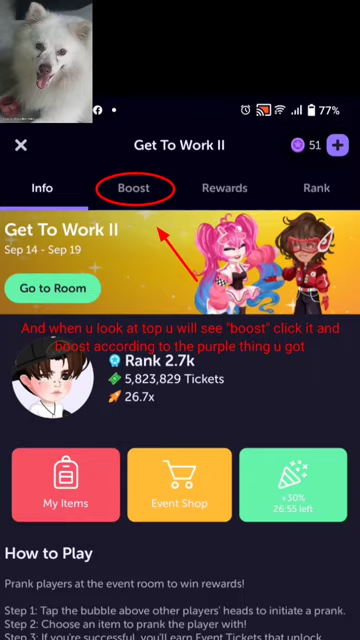 77%
Get To Work II
51
Info
Boost
Rewards
Rank
Get To Work II
Sep 14 - Sep 19
Go to Room
And when u look at top u will see "boost" click it and
boost according to the purple thing u got
Rank 2.7k
5,823,829 Tickets
26.7x
My Items
Event Shop
+30%
26:55 left
How to Play
Prank players at the event room to win rewards!
Step 1: Tap the bubble above other players' heads to initiate a prank.
Step 2: Choose an item to prank the player with!
Step 3: If you're successful, you'll earn Event Tickets that unlock